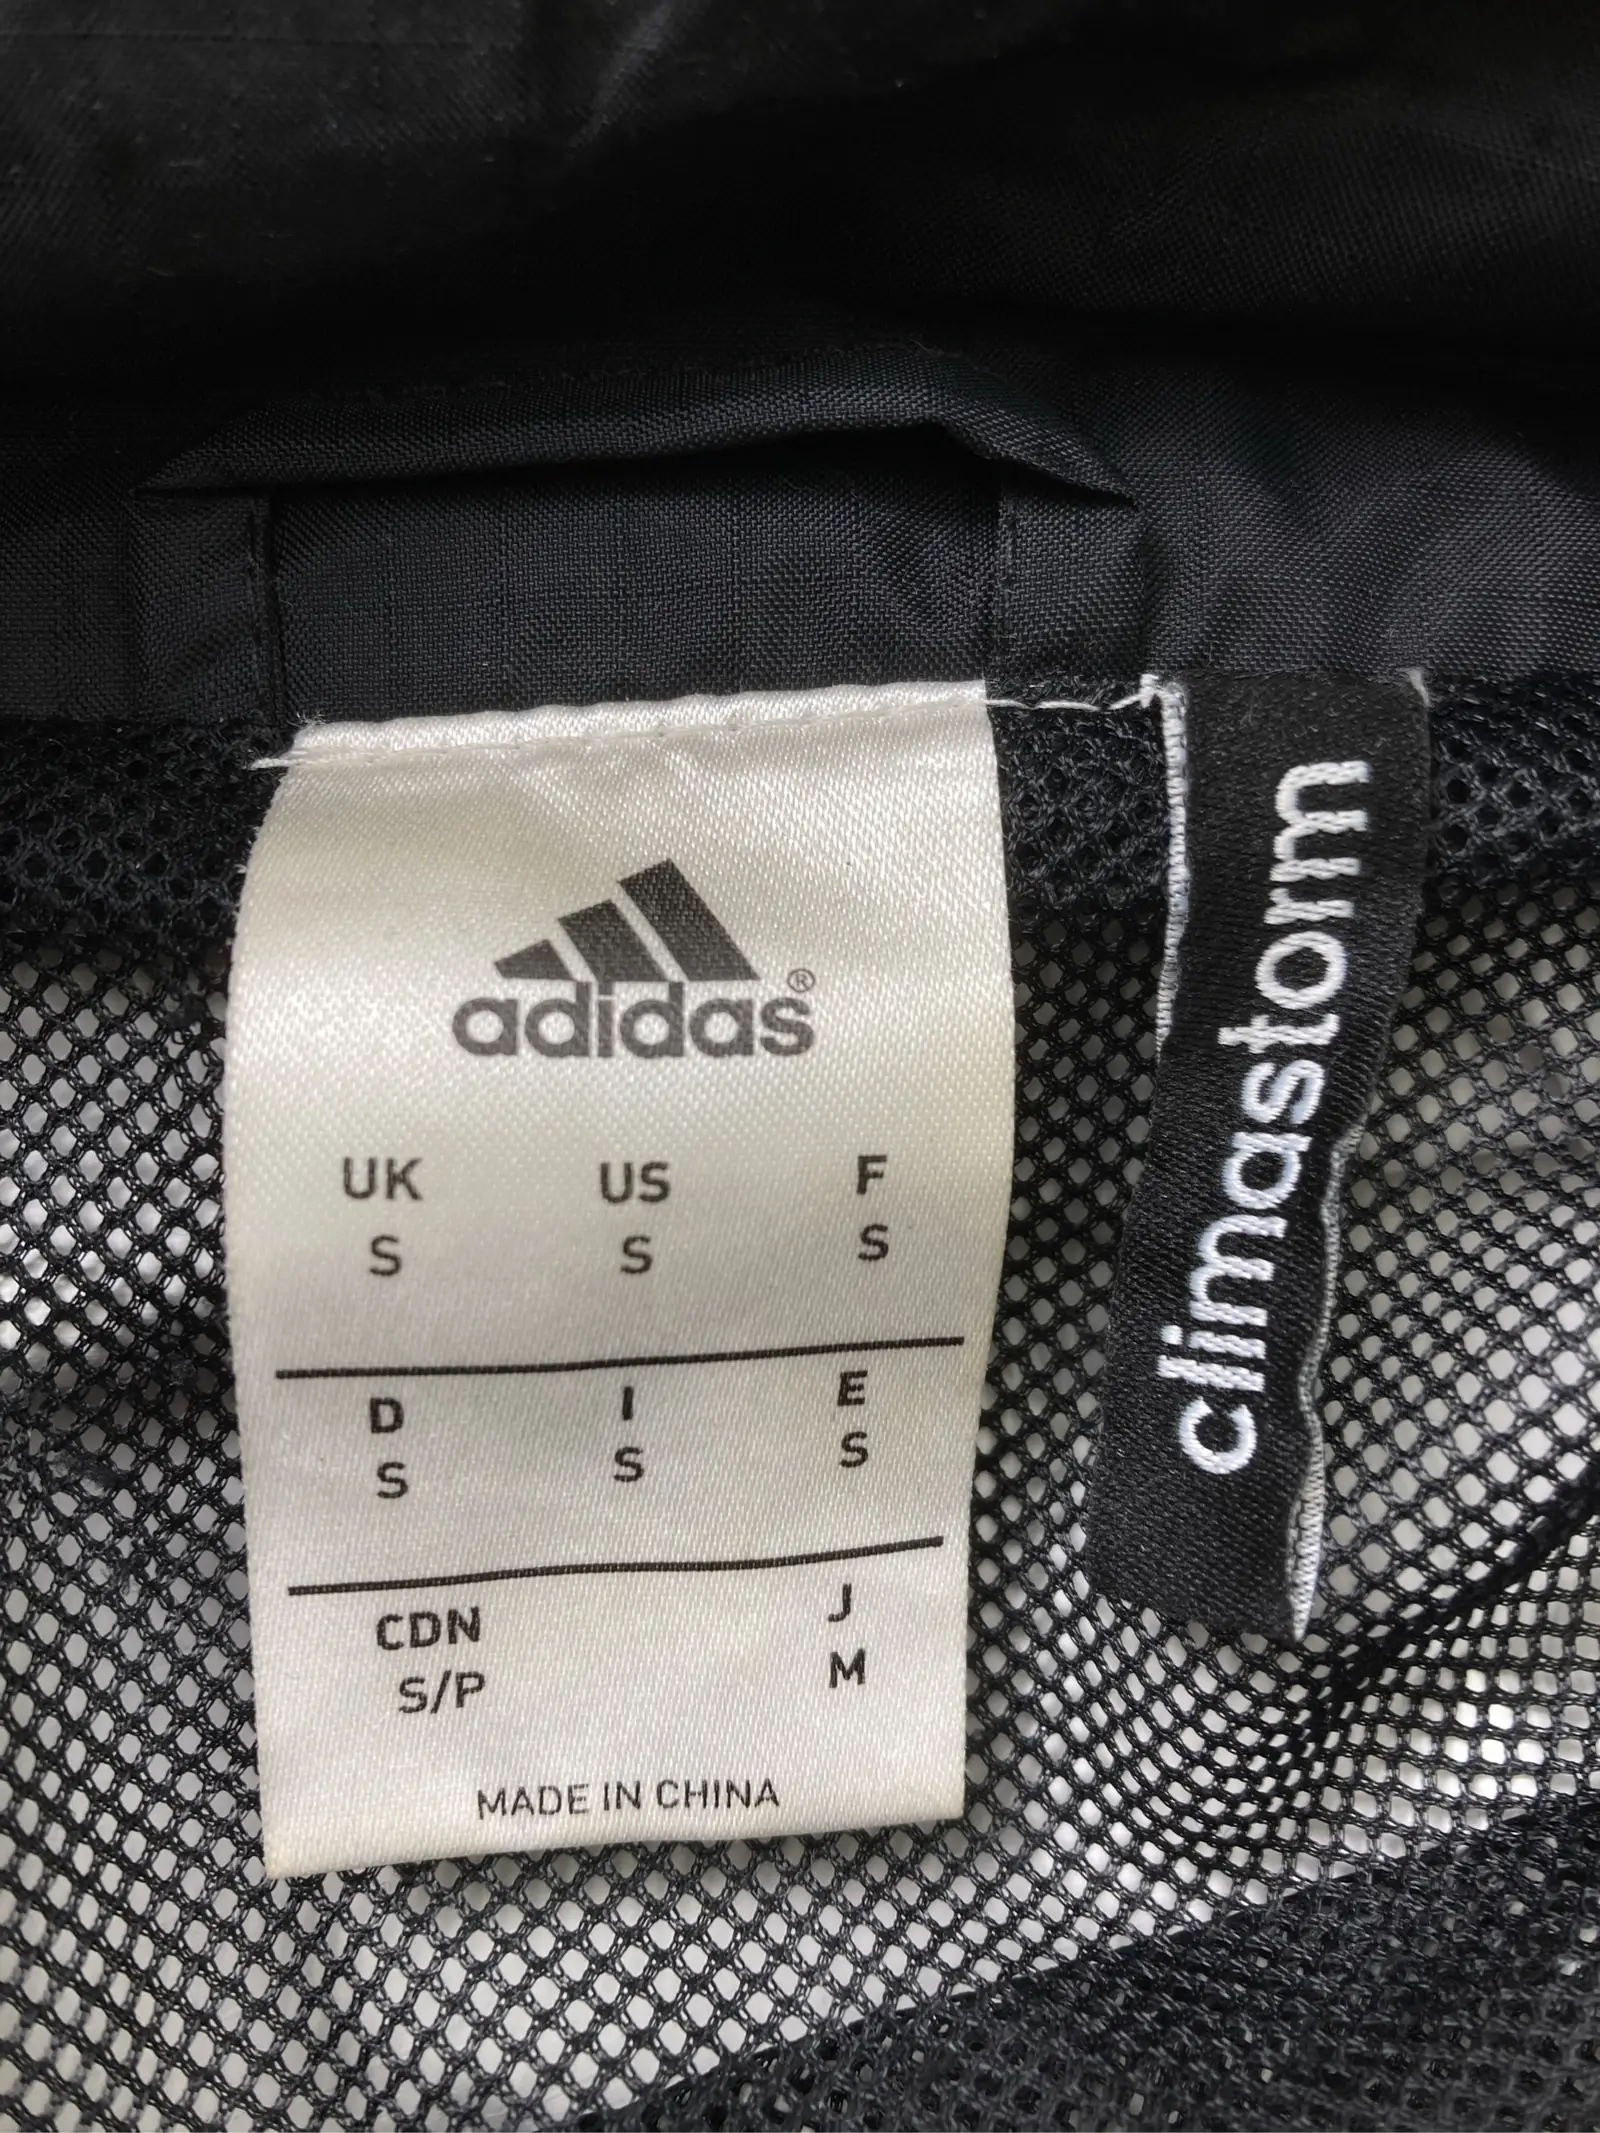 adidas®
UK US F
S S S
D I E
S S S
CDN J
S/P M
MADE IN CHINA
climastorm